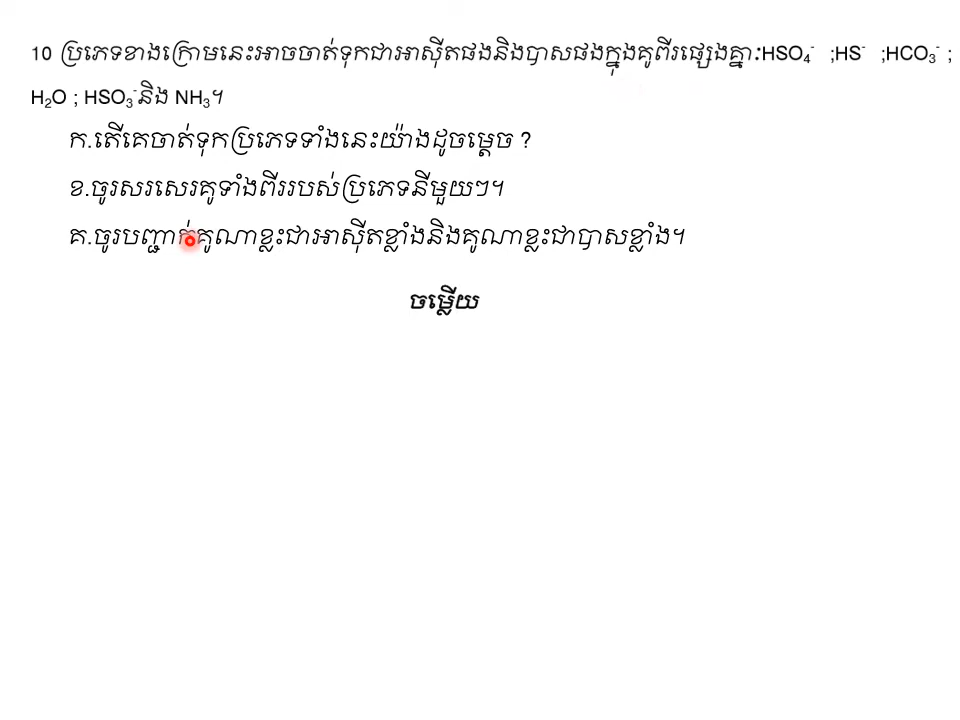 10 ប្រភេទខាងក្រោមនេះអាចចាត់ទុកជាអាស៊ីតផងនិងបាសផងក្នុងគូពីរផ្សេងគ្នា:HSO₄⁻ ;HS⁻ ;HCO₃⁻ ;
H₂O ; HSO₃⁻និង NH₃។
ក.តើគេចាត់ទុកប្រភេទទាំងនេះយ៉ាងដូចម្តេច ?
ខ.ចូរសរសេរគូទាំងពីររបស់ប្រភេទនីមួយៗ។
គ.ចូរបញ្ជាក់គូណាខ្លះជាអាស៊ីតខ្លាំងនិងគូណាខ្លះជាបាសខ្លាំង។
ចម្លើយ